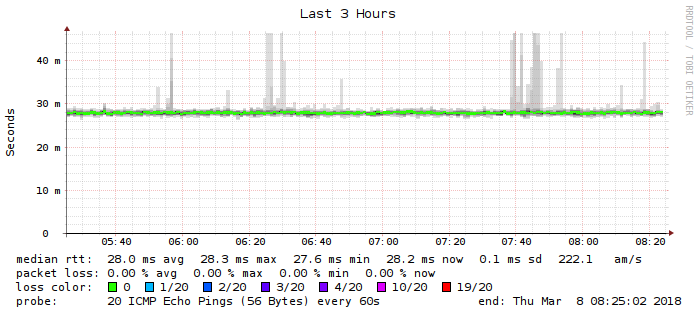 Last 3 Hours
RRDTOOL / TOBI OETIKER
Seconds
40 m
30 m
20 m
10 m
0
05:40 06:00 06:20 06:40 07:00 07:20 07:40 08:00 08:20
median rtt: 28.0 ms avg 28.3 ms max 27.6 ms min 28.2 ms now 0.1 ms sd 222.1 am/s
packet loss: 0.00 % avg 0.00 % max 0.00 % min 0.00 % now
loss color: 0 1/20 2/20 3/20 4/20 10/20 19/20
probe: 20 ICMP Echo Pings (56 Bytes) every 60s end: Thu Mar 8 08:25:02 2018